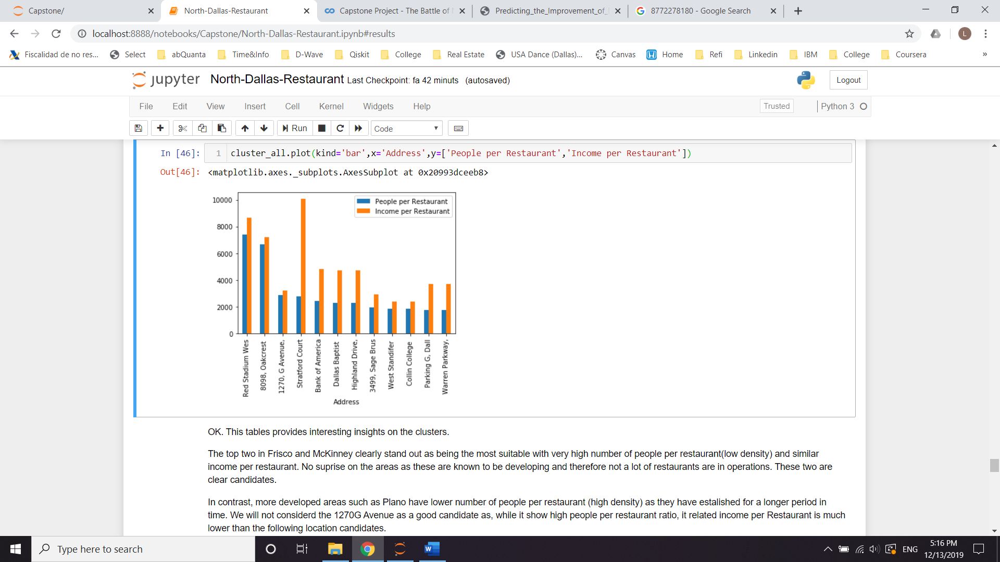 Capstone/
North-Dallas-Restaurant
Capstone Project - The Battle of
Predicting_the_Improvement_of_
8772278180 - Google Search
localhost:8888/notebooks/Capstone/North-Dallas-Restaurant.ipynb#results
L
Fiscalidad de no res... Select abQuanta Time&Info D-Wave Qiskit College Real Estate USA Dance (Dallas)... Canvas Home Refi Linkedin IBM College Coursera »
jupyter North-Dallas-Restaurant Last Checkpoint: fa 42 minuts (autosaved)
Logout
File Edit View Insert Cell Kernel Widgets Help
Trusted
Python 3
Run
Code
In [46]: 1 cluster_all.plot(kind='bar',x='Address',y=['People per Restaurant','Income per Restaurant'])
Out[46]: <matplotlib.axes._subplots.AxesSubplot at 0x20993dceeb8>
People per Restaurant
Income per Restaurant
10000
8000
6000
4000
2000
0
Red Stadium Wes
8098, Oakcrest
1270, G Avenue,
Stratford Court
Bank of America
Dallas Baptist
Highland Drive,
3499, Sage Brus
West Standifer
Collin College
Parking G, Dall
Warren Parkway,
Address
OK. This tables provides interesting insights on the clusters.
The top two in Frisco and McKinney clearly stand out as being the most suitable with very high number of people per restaurant(low density) and similar
income per restaurant. No suprise on the areas as these are known to be developing and therefore not a lot of restaurants are in operations. These two are
clear candidates.
In contrast, more developed areas such as Plano have lower number of people per restaurant (high density) as they have estalished for a longer period in
time. We will not considerd the 1270G Avenue as a good candidate as, while it show high people per restaurant ratio, it related income per Restaurant is much
lower than the following location candidates.
Type here to search
ENG
5:16 PM
12/13/2019